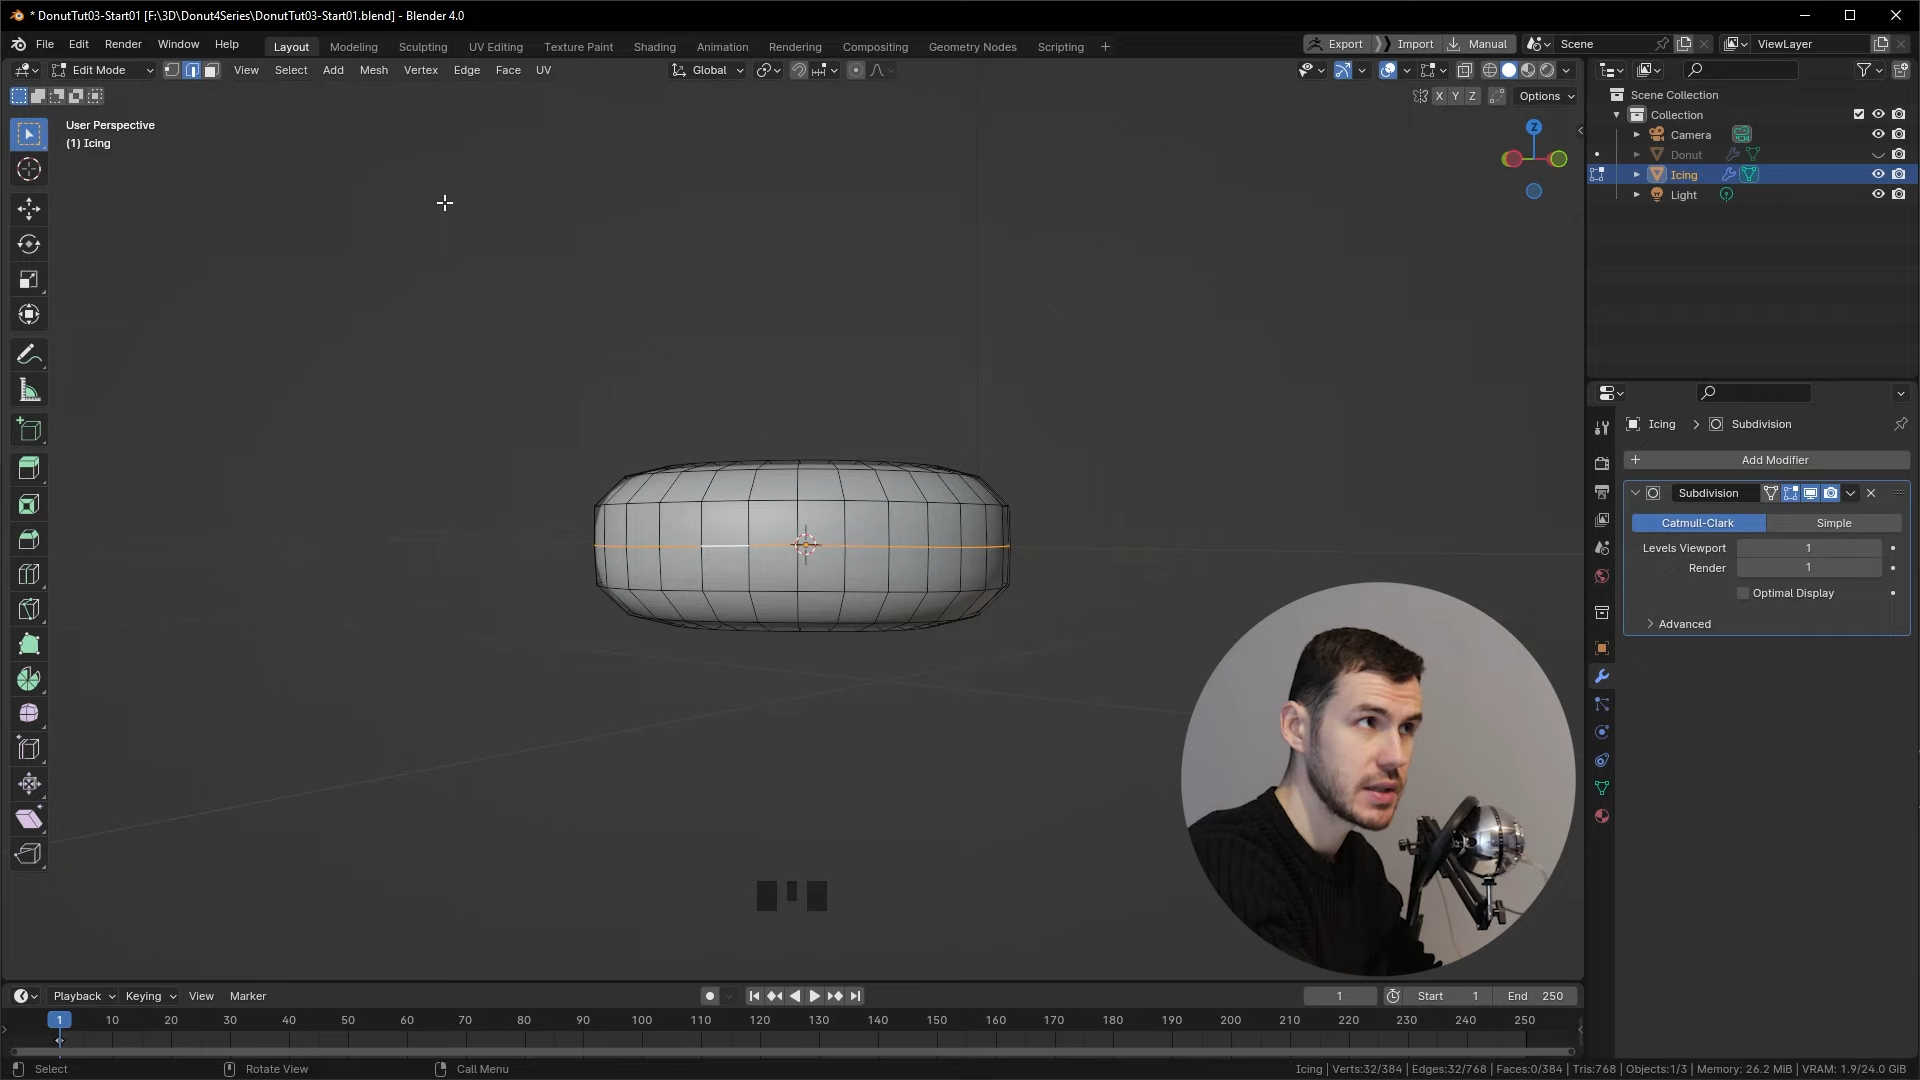 * DonutTut03-Start01 [F:\3D\Donut4Series\DonutTut03-Start01.blend] - Blender 4.0
File Edit Render Window Help Layout Modeling Sculpting UV Editing Texture Paint Shading Animation Rendering Compositing Geometry Nodes Scripting + Export Import Manual Scene ViewLayer
Edit Mode View Select Add Mesh Vertex Edge Face UV Global
X Y Z Options
User Perspective
(1) Icing
Z
Scene Collection
Collection
Camera
Donut
Icing
Light
Icing > Subdivision
+ Add Modifier
Subdivision
Catmull-Clark Simple
Levels Viewport 1
Render 1
Optimal Display
Advanced
Playback Keying View Marker 1 Start 1 End 250
1 10 20 30 40 50 60 70 80 90 100 110 120 130 140 150 160 170 180 190 200 210 220 230 240 250
Select Rotate View Call Menu Icing | Verts:32/384 | Edges:32/768 | Faces:0/384 | Tris:768 | Objects:1/3 | Memory: 26.2 MiB | VRAM: 1.9/24.0 GiB